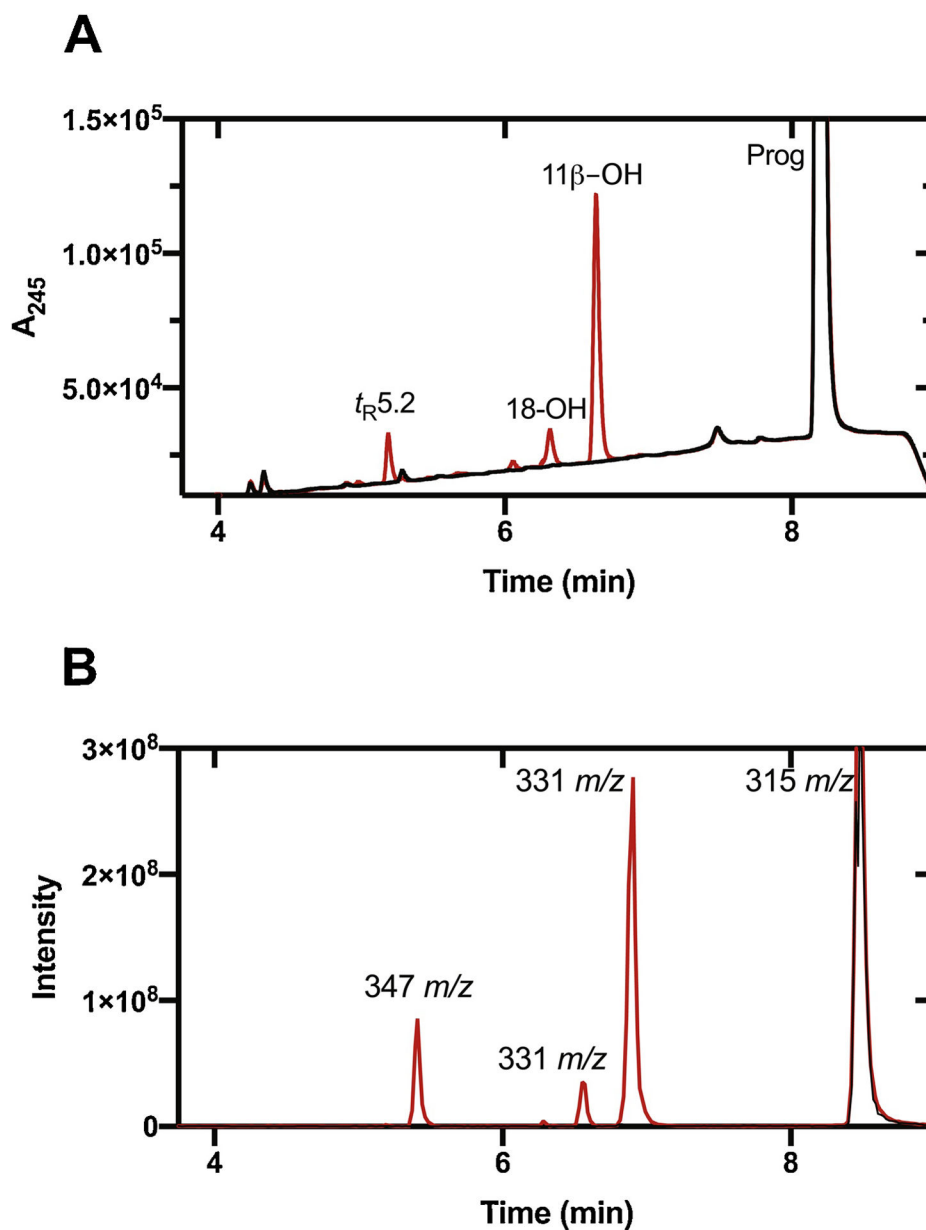 A
1.5×10⁵
Prog
11β–OH
1.0×10⁵
A₂₄₅
5.0×10⁴
tR5.2
18-OH
4 6 8
Time (min)
B
3×10⁸
331 m/z 315 m/z
2×10⁸
Intensity
347 m/z
1×10⁸
331 m/z
0
4 6 8
Time (min)